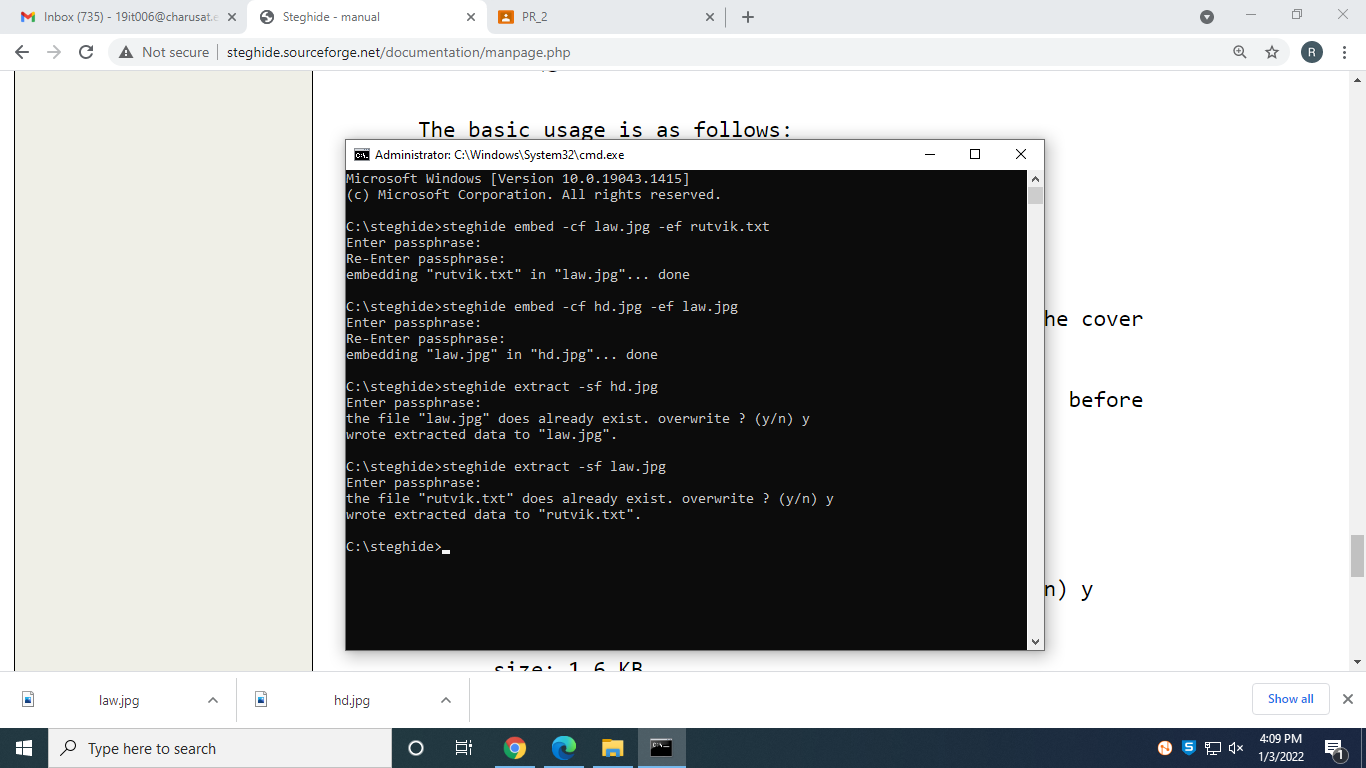 Inbox (735) - 19it006@charusat.e
Steghide - manual
PR_2
Not secure
steghide.sourceforge.net/documentation/manpage.php
R
The basic usage is as follows:
Administrator: C:\Windows\System32\cmd.exe
Microsoft Windows [Version 10.0.19043.1415]
(c) Microsoft Corporation. All rights reserved.
C:\steghide>steghide embed -cf law.jpg -ef rutvik.txt
Enter passphrase:
Re-Enter passphrase:
embedding "rutvik.txt" in "law.jpg"... done
C:\steghide>steghide embed -cf hd.jpg -ef law.jpg
Enter passphrase:
Re-Enter passphrase:
embedding "law.jpg" in "hd.jpg"... done
C:\steghide>steghide extract -sf hd.jpg
Enter passphrase:
the file "law.jpg" does already exist. overwrite ? (y/n) y
wrote extracted data to "law.jpg".
C:\steghide>steghide extract -sf law.jpg
Enter passphrase:
the file "rutvik.txt" does already exist. overwrite ? (y/n) y
wrote extracted data to "rutvik.txt".
C:\steghide>
he cover
before
n) y
size: 1.6 KB
law.jpg
hd.jpg
Show all
Type here to search
4:09 PM
1/3/2022
1